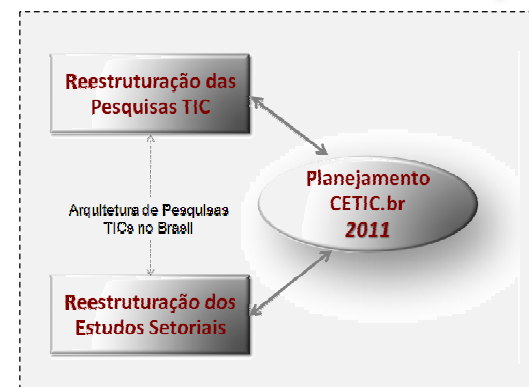 Reestruturação das
Pesquisas TIC
Planejamento
CETIC.br
2011
Arquitetura de Pesquisas
TICs no Brasil
Reestruturação dos
Estudos Setoriais